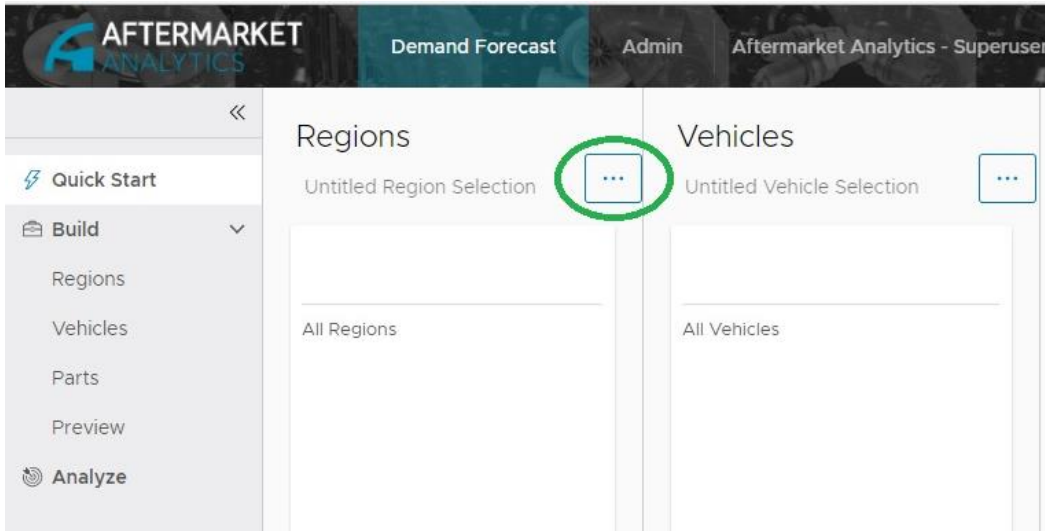 AFTERMARKET
ANALYTICS
Demand Forecast
Admin
Aftermarket Analytics - Superuser
Quick Start
Build
Regions
Vehicles
Parts
Preview
Analyze
Regions
Untitled Region Selection
...
All Regions
Vehicles
Untitled Vehicle Selection
...
All Vehicles